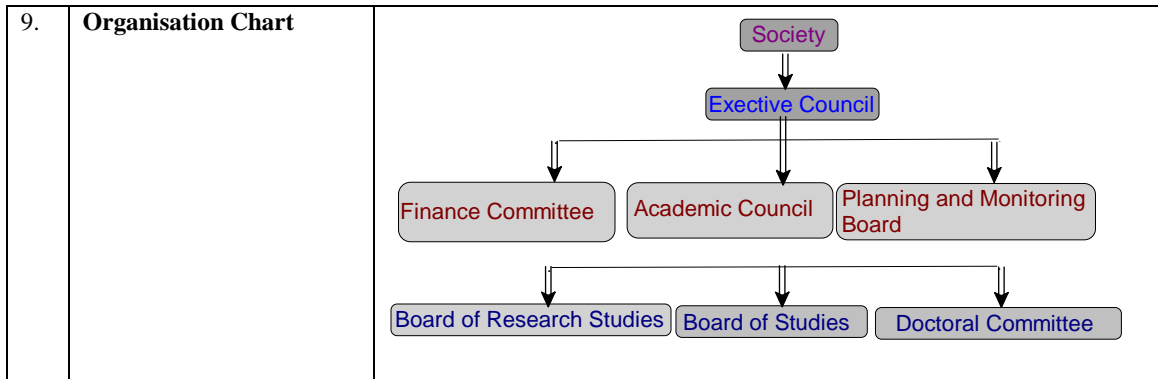 9.
Organisation Chart
Society
Exective Council
Finance Committee
Academic Council
Planning and Monitoring
Board
Board of Research Studies
Board of Studies
Doctoral Committee